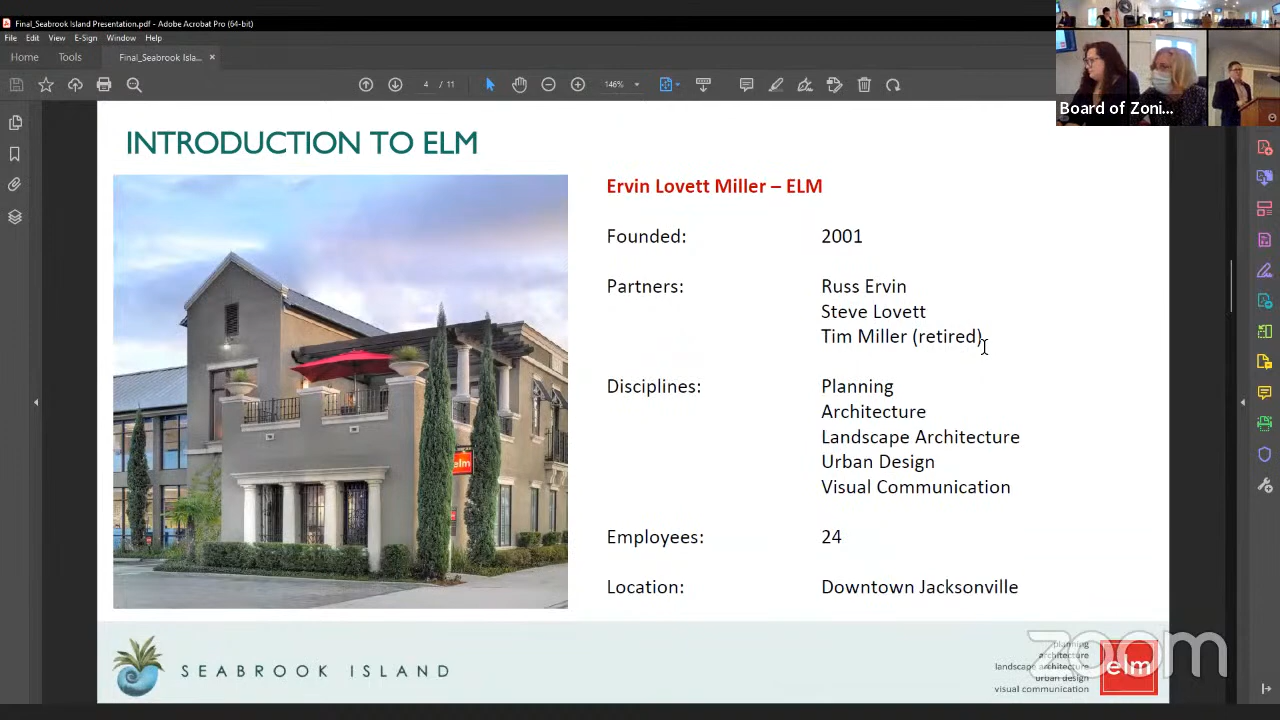 Final_Seabrook Island Presentation.pdf - Adobe Acrobat Pro (64-bit)
File Edit View E-Sign Window Help
Home Tools Final_Seabrook Isla... ×
4 / 11 146%
Board of Zoni...
INTRODUCTION TO ELM
Ervin Lovett Miller – ELM
Founded: 2001
Partners: Russ Ervin
Steve Lovett
Tim Miller (retired)
Disciplines: Planning
Architecture
Landscape Architecture
Urban Design
Visual Communication
Employees: 24
Location: Downtown Jacksonville
elm
SEABROOK ISLAND
planning
architecture
landscape architecture
urban design
visual communication
elm
zoom